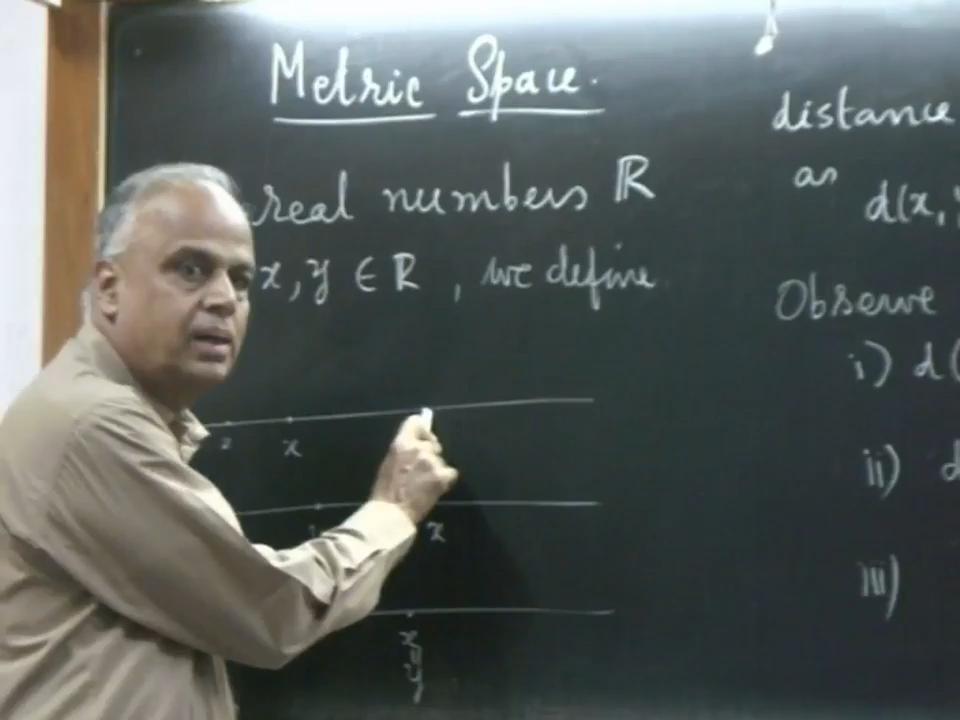 Metric Space.
real numbers ℝ
x, y ∈ ℝ, we define
z x
x
x
y
distance
as
d(x,
Observe
i) d(
ii) d
iii)